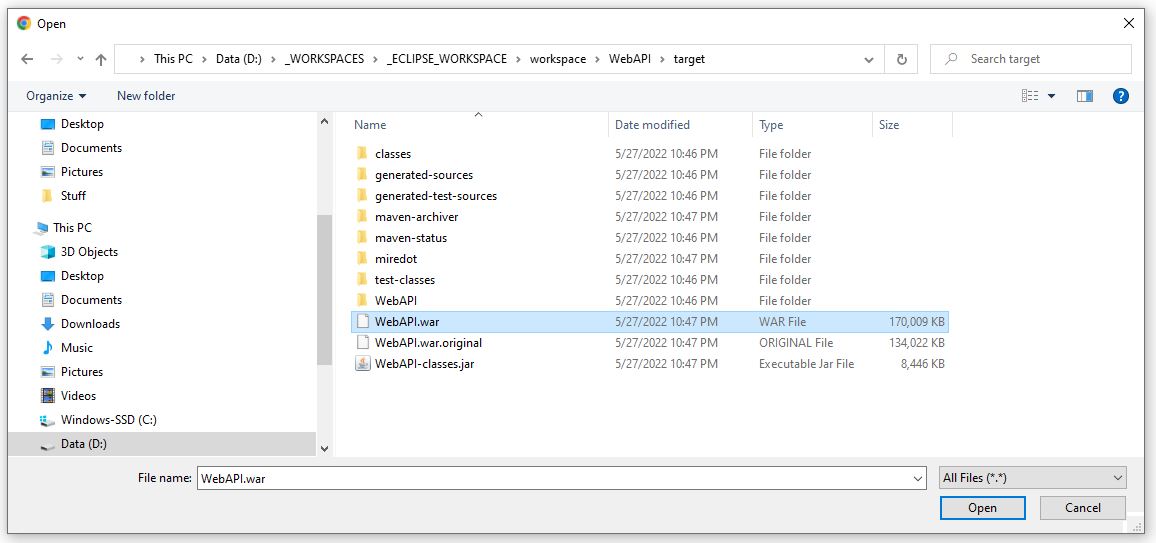 Open
This PC > Data (D:) > _WORKSPACES > _ECLIPSE_WORKSPACE > workspace > WebAPI > target
Search target
Organize New folder
?
Desktop
Documents
Pictures
Stuff
This PC
3D Objects
Desktop
Documents
Downloads
Music
Pictures
Videos
Windows-SSD (C:)
Data (D:)
Name Date modified Type Size
classes 5/27/2022 10:46 PM File folder
generated-sources 5/27/2022 10:46 PM File folder
generated-test-sources 5/27/2022 10:46 PM File folder
maven-archiver 5/27/2022 10:47 PM File folder
maven-status 5/27/2022 10:46 PM File folder
miredot 5/27/2022 10:47 PM File folder
test-classes 5/27/2022 10:46 PM File folder
WebAPI 5/27/2022 10:46 PM File folder
WebAPI.war 5/27/2022 10:47 PM WAR File 170,009 KB
WebAPI.war.original 5/27/2022 10:47 PM ORIGINAL File 134,022 KB
WebAPI-classes.jar 5/27/2022 10:47 PM Executable Jar File 8,446 KB
File name: WebAPI.war All Files (*.*)
Open Cancel